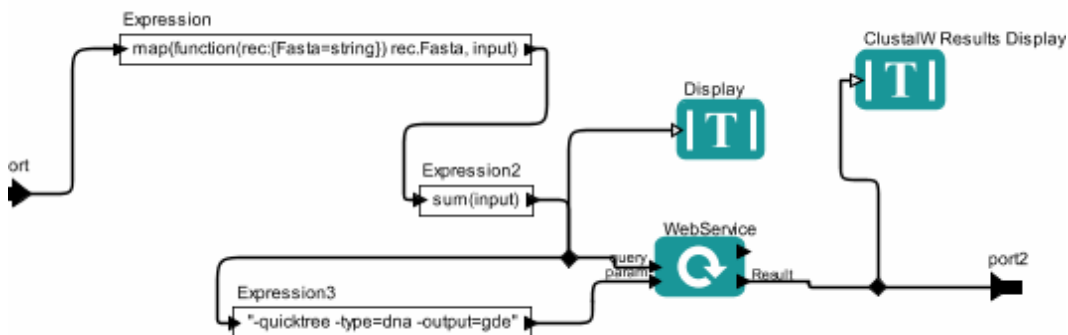 Expression
map(function(rec:{Fasta=string}) rec.Fasta, input)
ClustalW Results Display
T
Display
T
ort
Expression2
sum(input)
WebService
query
param
Result
port2
Expression3
"-quicktree -type=dna -output=gde"